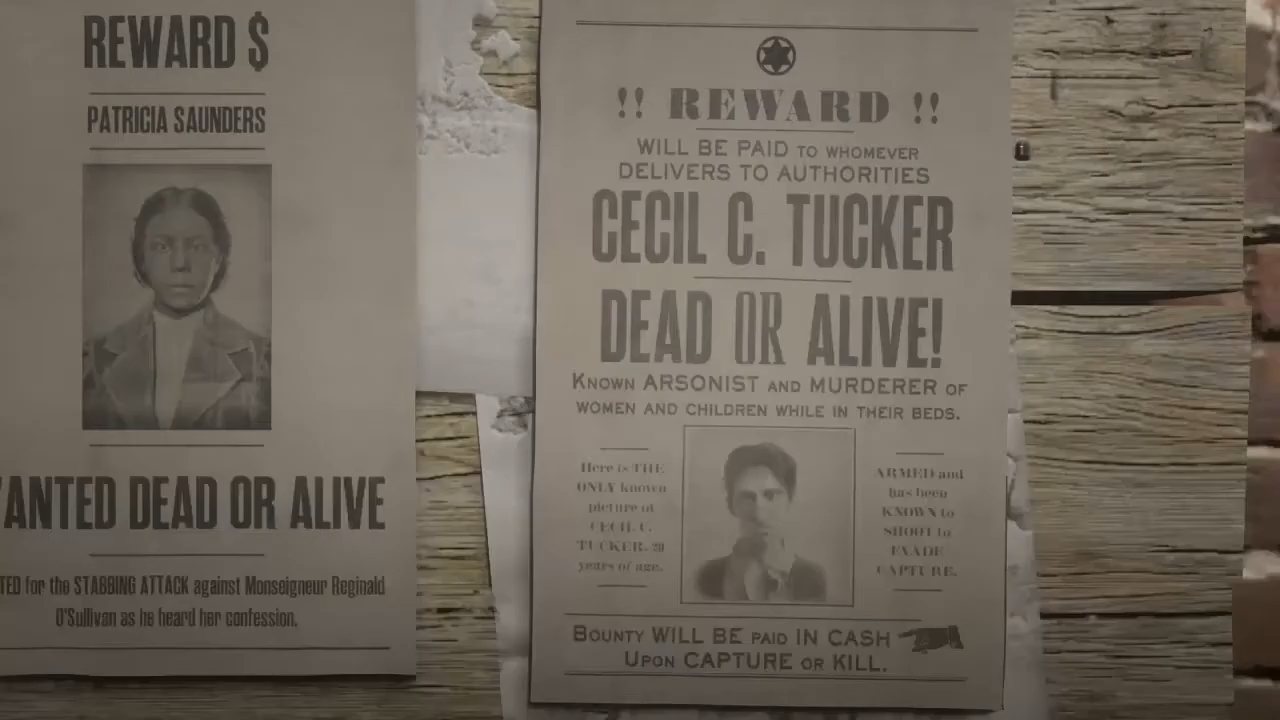 REWARD $
PATRICIA SAUNDERS
ANTED DEAD OR ALIVE
TED for the STABBING ATTACK against Monseigneur Reginald
O'Sullivan as he heard her confession.
!! REWARD !!
WILL BE PAID TO WHOMEVER
DELIVERS TO AUTHORITIES
CECIL C. TUCKER
DEAD OR ALIVE!
KNOWN ARSONIST AND MURDERER OF
WOMEN AND CHILDREN WHILE IN THEIR BEDS.
Here is THE
ONLY known
picture of
CECIL C.
TUCKER. 20
years of age.
ARMED and
has been
KNOWN to
SHOOT to
EVADE
CAPTURE.
BOUNTY WILL BE PAID IN CASH
UPON CAPTURE OR KILL.